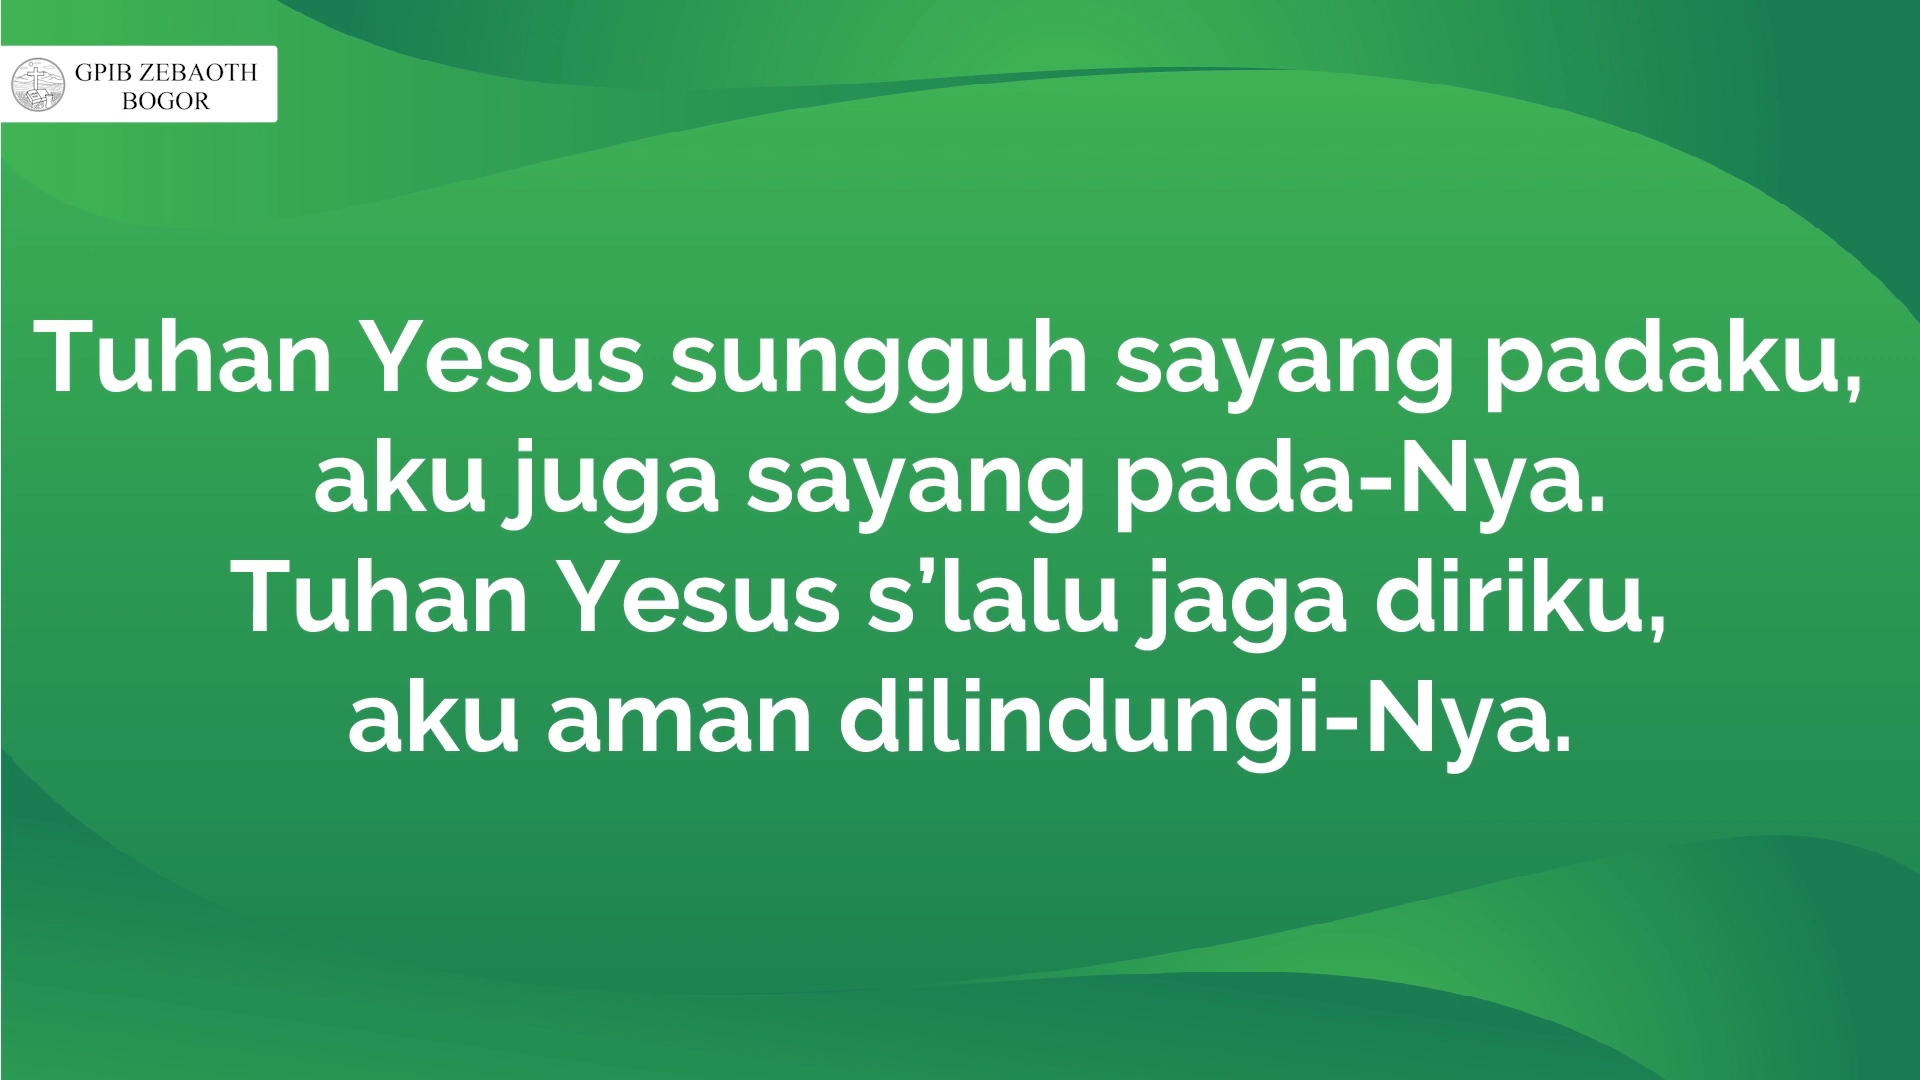 GPIB ZEBAOTH
BOGOR
Tuhan Yesus sungguh sayang padaku,
aku juga sayang pada-Nya.
Tuhan Yesus s’lalu jaga diriku,
aku aman dilindungi-Nya.